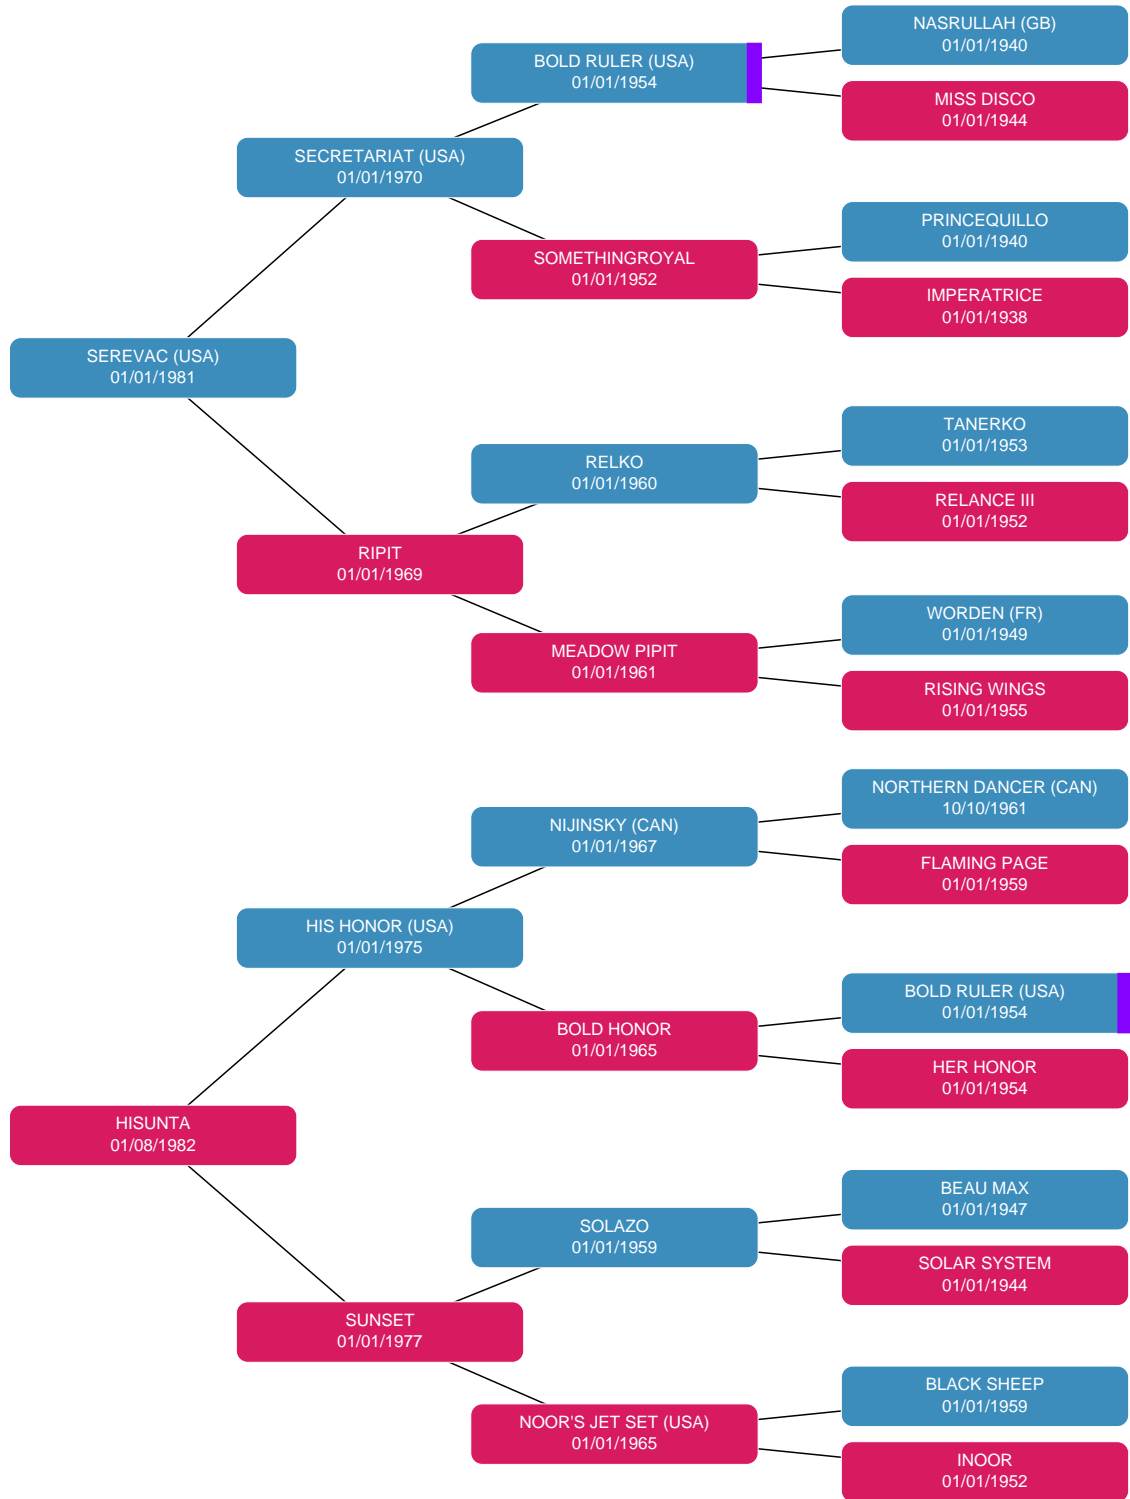 NASRULLAH (GB)
01/01/1940
BOLD RULER (USA)
01/01/1954
MISS DISCO
01/01/1944
SECRETARIAT (USA)
01/01/1970
PRINCEQUILLO
01/01/1940
SOMETHINGROYAL
01/01/1952
IMPERATRICE
01/01/1938
SEREVAC (USA)
01/01/1981
TANERKO
01/01/1953
RELKO
01/01/1960
RELANCE III
01/01/1952
RIPIT
01/01/1969
WORDEN (FR)
01/01/1949
MEADOW PIPIT
01/01/1961
RISING WINGS
01/01/1955
NORTHERN DANCER (CAN)
10/10/1961
NIJINSKY (CAN)
01/01/1967
FLAMING PAGE
01/01/1959
HIS HONOR (USA)
01/01/1975
BOLD RULER (USA)
01/01/1954
BOLD HONOR
01/01/1965
HER HONOR
01/01/1954
HISUNTA
01/08/1982
BEAU MAX
01/01/1947
SOLAZO
01/01/1959
SOLAR SYSTEM
01/01/1944
SUNSET
01/01/1977
BLACK SHEEP
01/01/1959
NOOR'S JET SET (USA)
01/01/1965
INOOR
01/01/1952